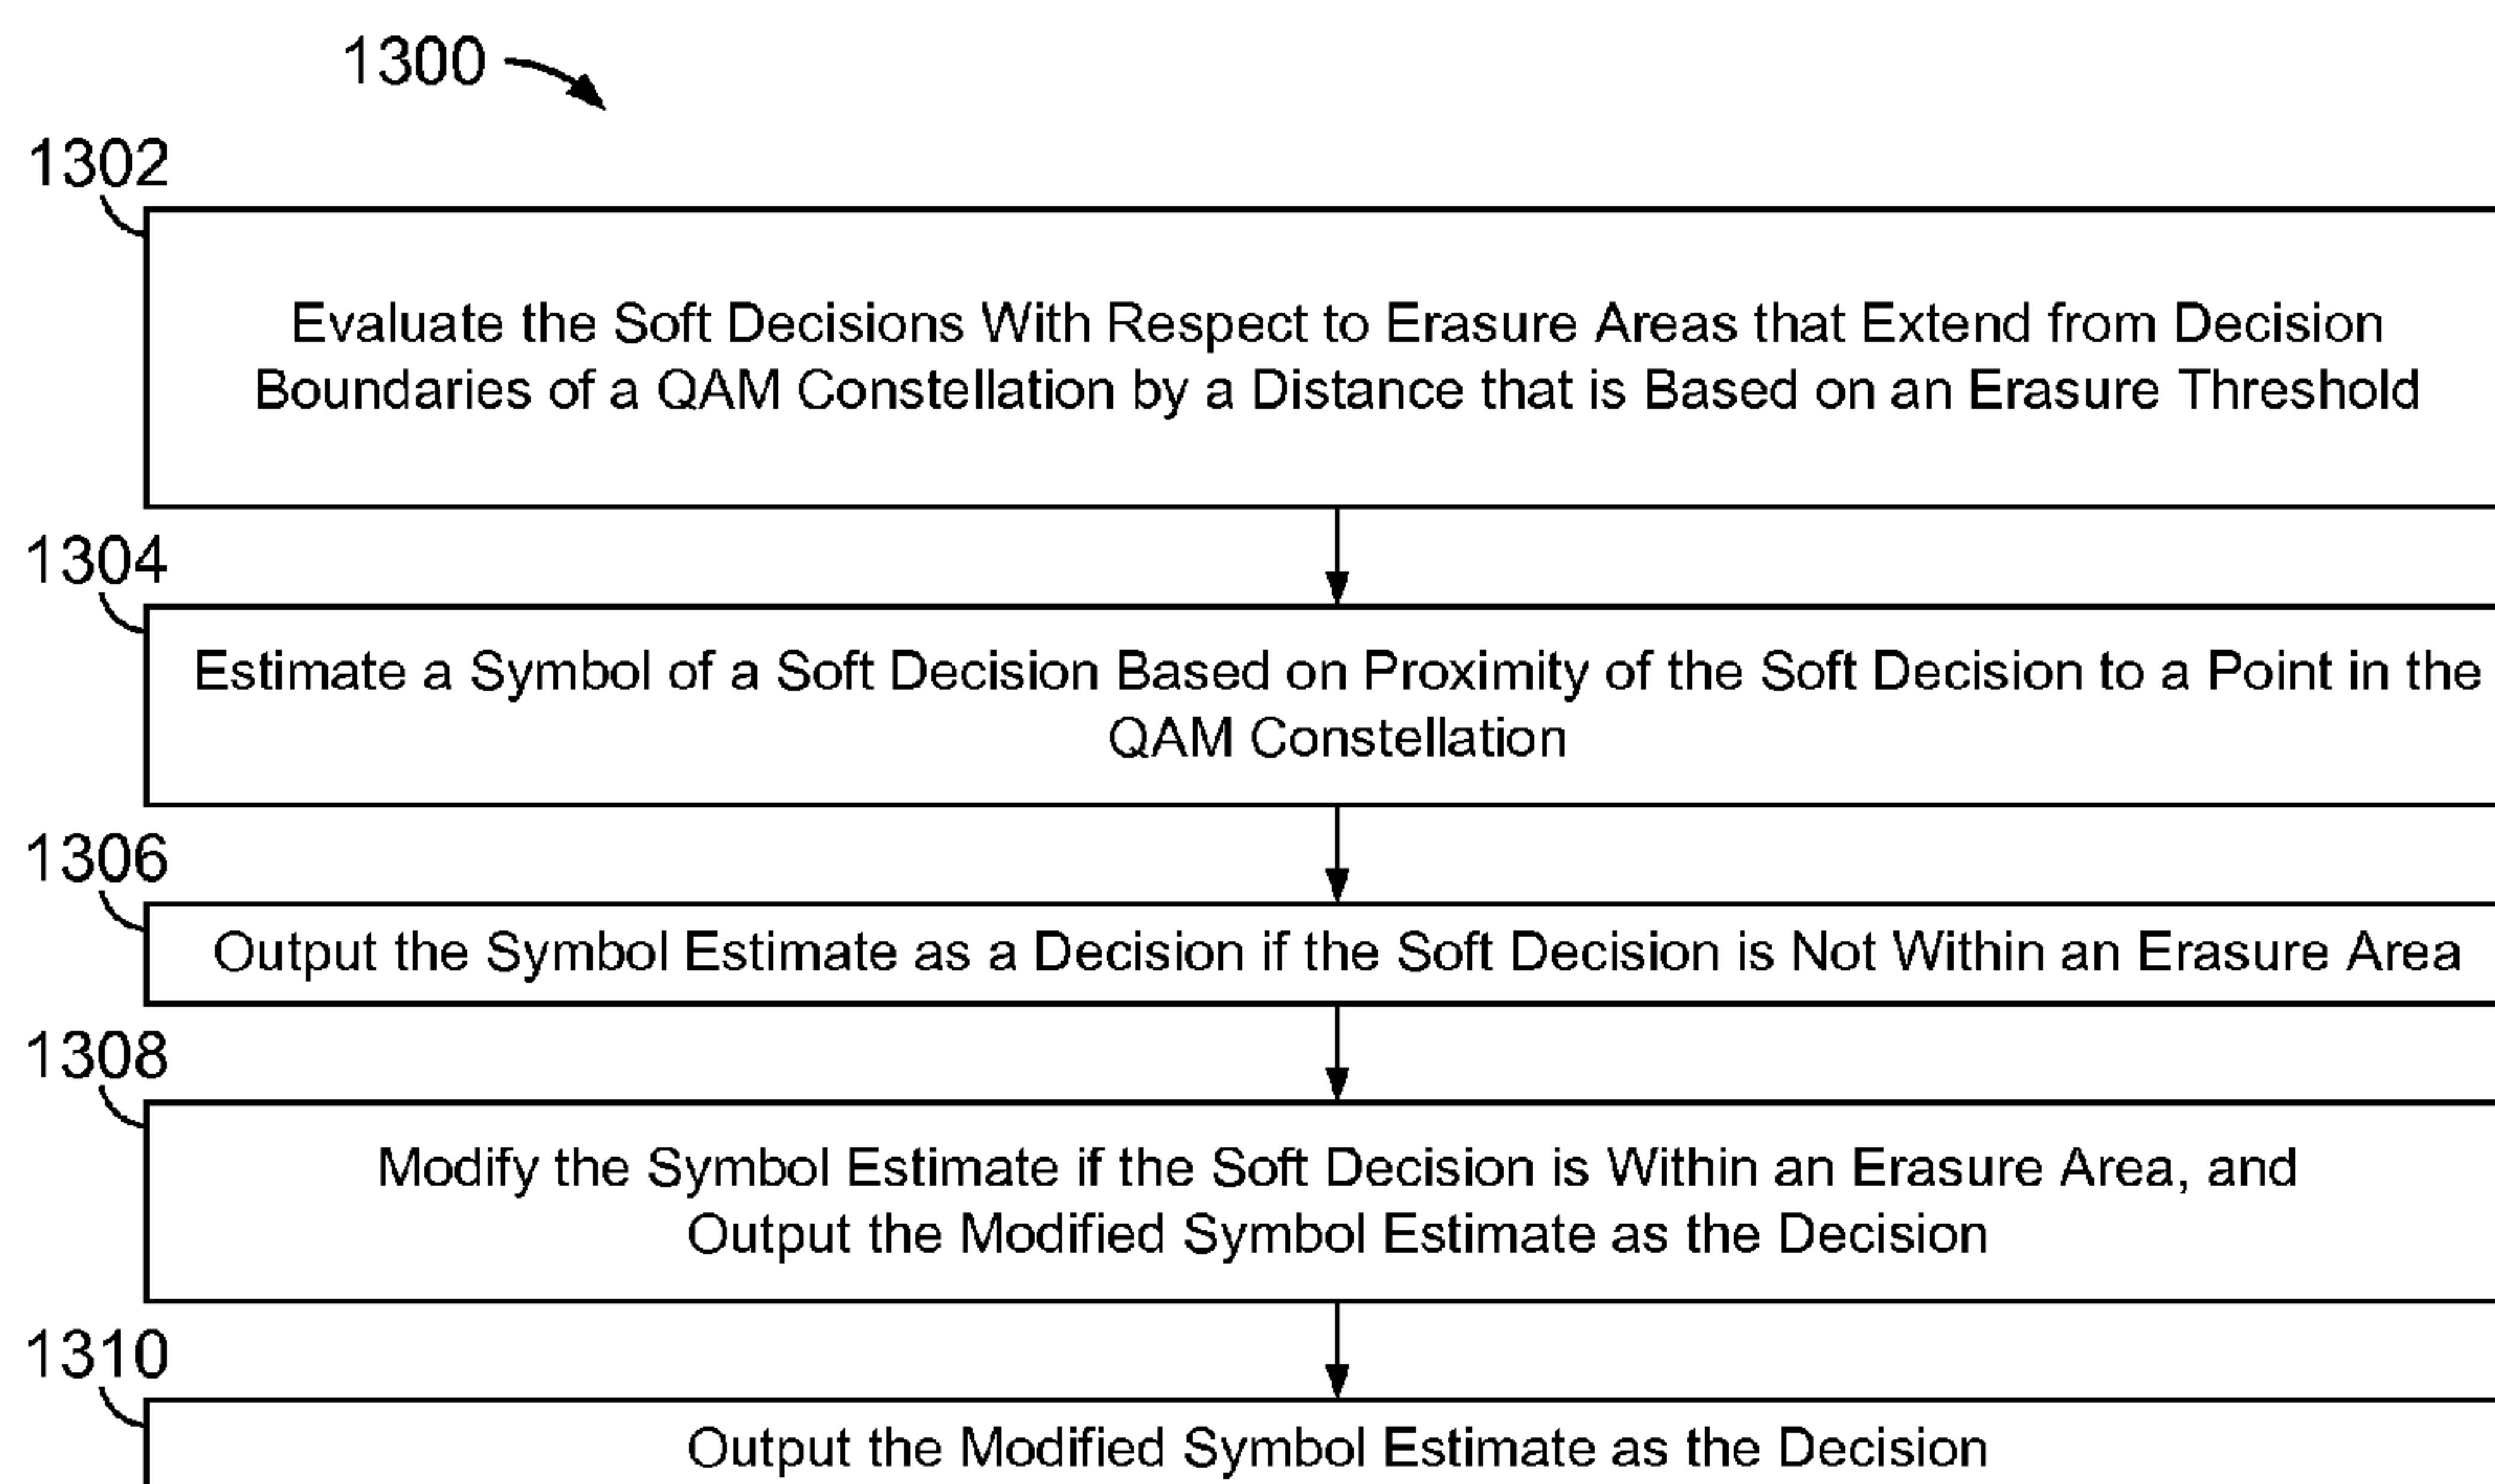 1300
1302
Evaluate the Soft Decisions With Respect to Erasure Areas that Extend from Decision
Boundaries of a QAM Constellation by a Distance that is Based on an Erasure Threshold
1304
Estimate a Symbol of a Soft Decision Based on Proximity of the Soft Decision to a Point in the
QAM Constellation
1306
Output the Symbol Estimate as a Decision if the Soft Decision is Not Within an Erasure Area
1308
Modify the Symbol Estimate if the Soft Decision is Within an Erasure Area, and
Output the Modified Symbol Estimate as the Decision
1310
Output the Modified Symbol Estimate as the Decision